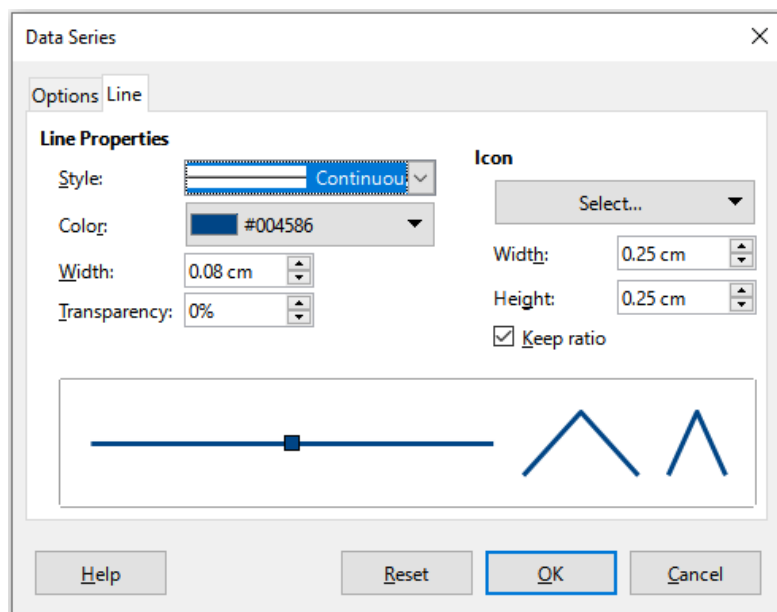 Data Series
Options Line
Line Properties
Style: Continuou
Color: #004586
Width: 0.08 cm
Transparency: 0%
Icon
Select...
Width: 0.25 cm
Height: 0.25 cm
Keep ratio
Help Reset OK Cancel